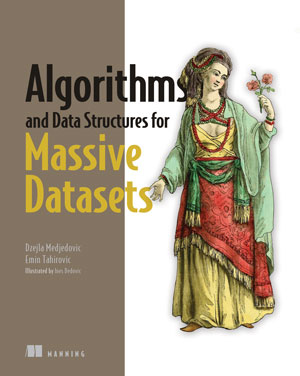 Algorithms
and Data Structures for
Massive
Datasets
Dzejla Medjedovic
Emin Tahirovic
Illustrated by Ines Dedovic
MANNING